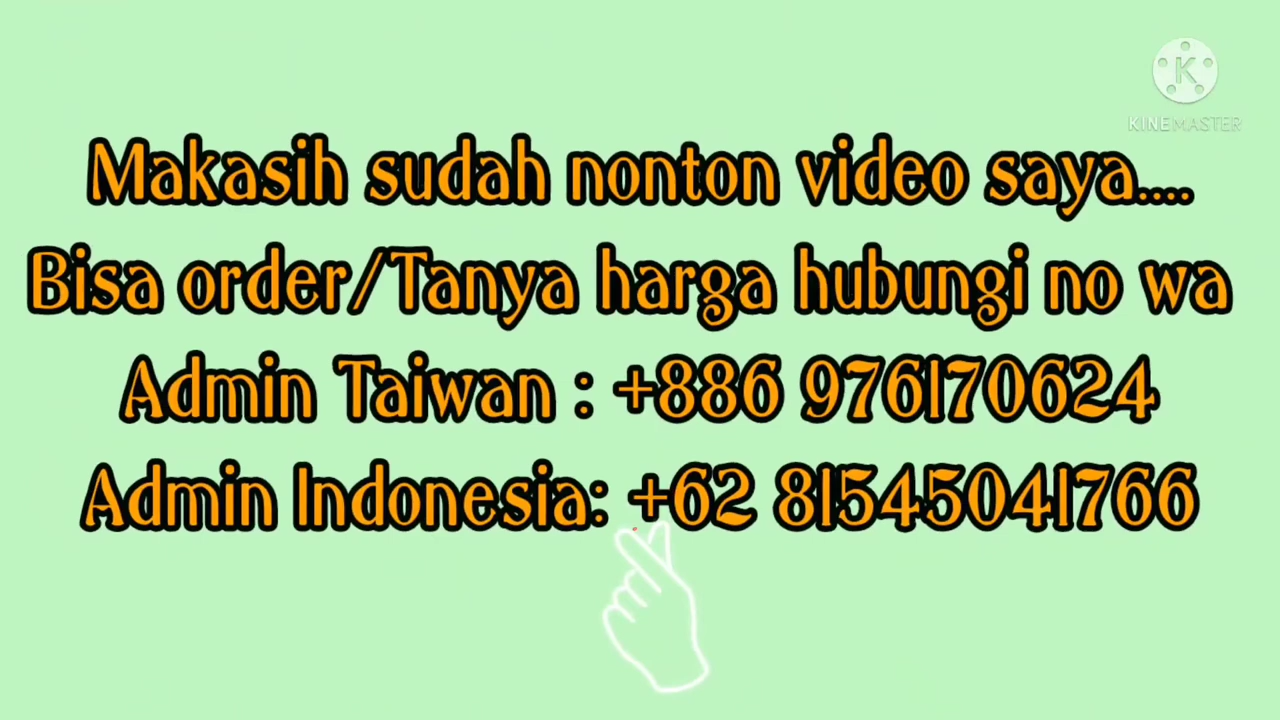 KINEMASTER
Makasih sudah nonton video saya....
Bisa order/Tanya harga hubungi no wa
Admin Taiwan : +886 976170624
Admin Indonesia: +62 81545041766